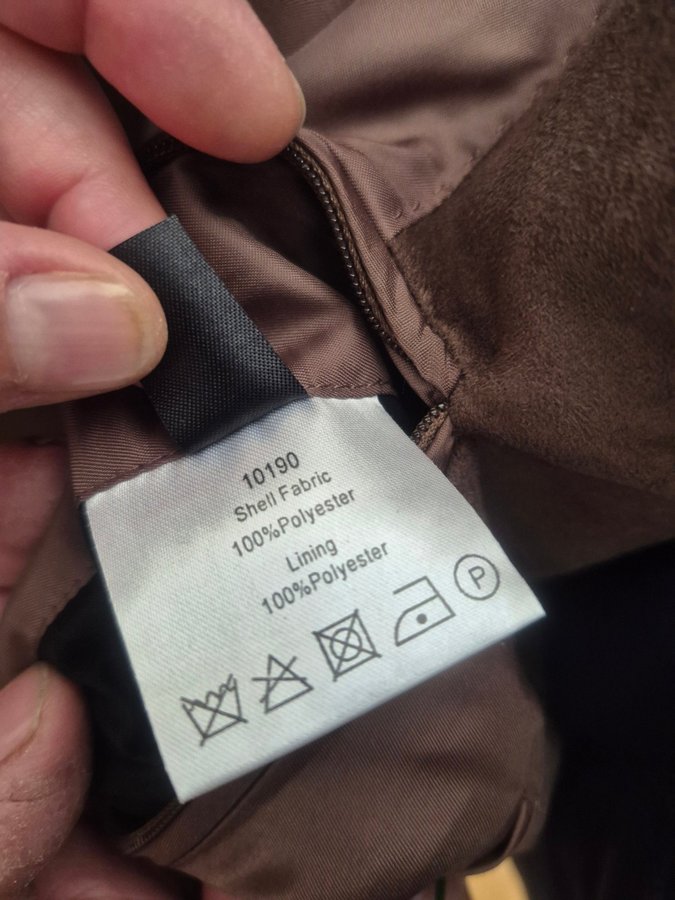 10190
Shell Fabric
100%Polyester
Lining
100%Polyester
P